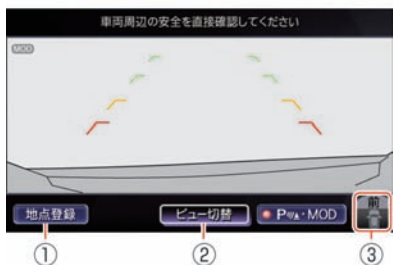 車両周辺の安全を直接確認してください
MOD
前
地点登録
ビュー切替
P・MOD
① ② ③